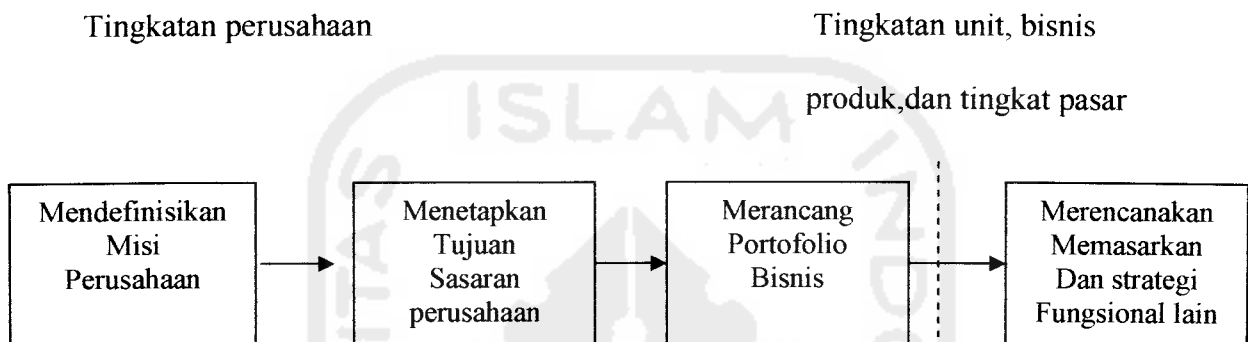 Tingkatan perusahaan
Tingkatan unit, bisnis
produk,dan tingkat pasar
Mendefinisikan
Misi
Perusahaan
Menetapkan
Tujuan
Sasaran
perusahaan
Merancang
Portofolio
Bisnis
Merencanakan
Memasarkan
Dan strategi
Fungsional lain
ISLAM